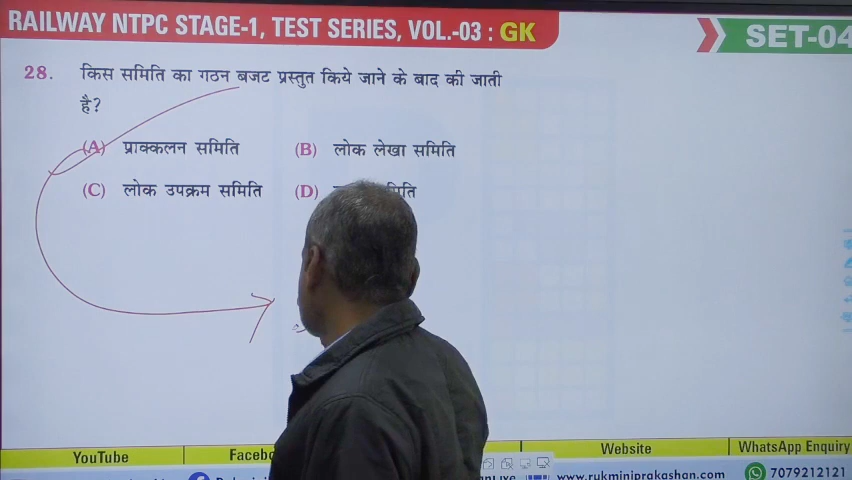 RAILWAY NTPC STAGE-1, TEST SERIES, VOL.-03 : GK
SET-04
28. किस समिति का गठन बजट प्रस्तुत किये जाने के बाद की जाती
है?
(A) प्राक्कलन समिति (B) लोक लेखा समिति
(C) लोक उपक्रम समिति (D)
YouTube Website WhatsApp Enquiry
www.rukminiprakashan.com 7079212121